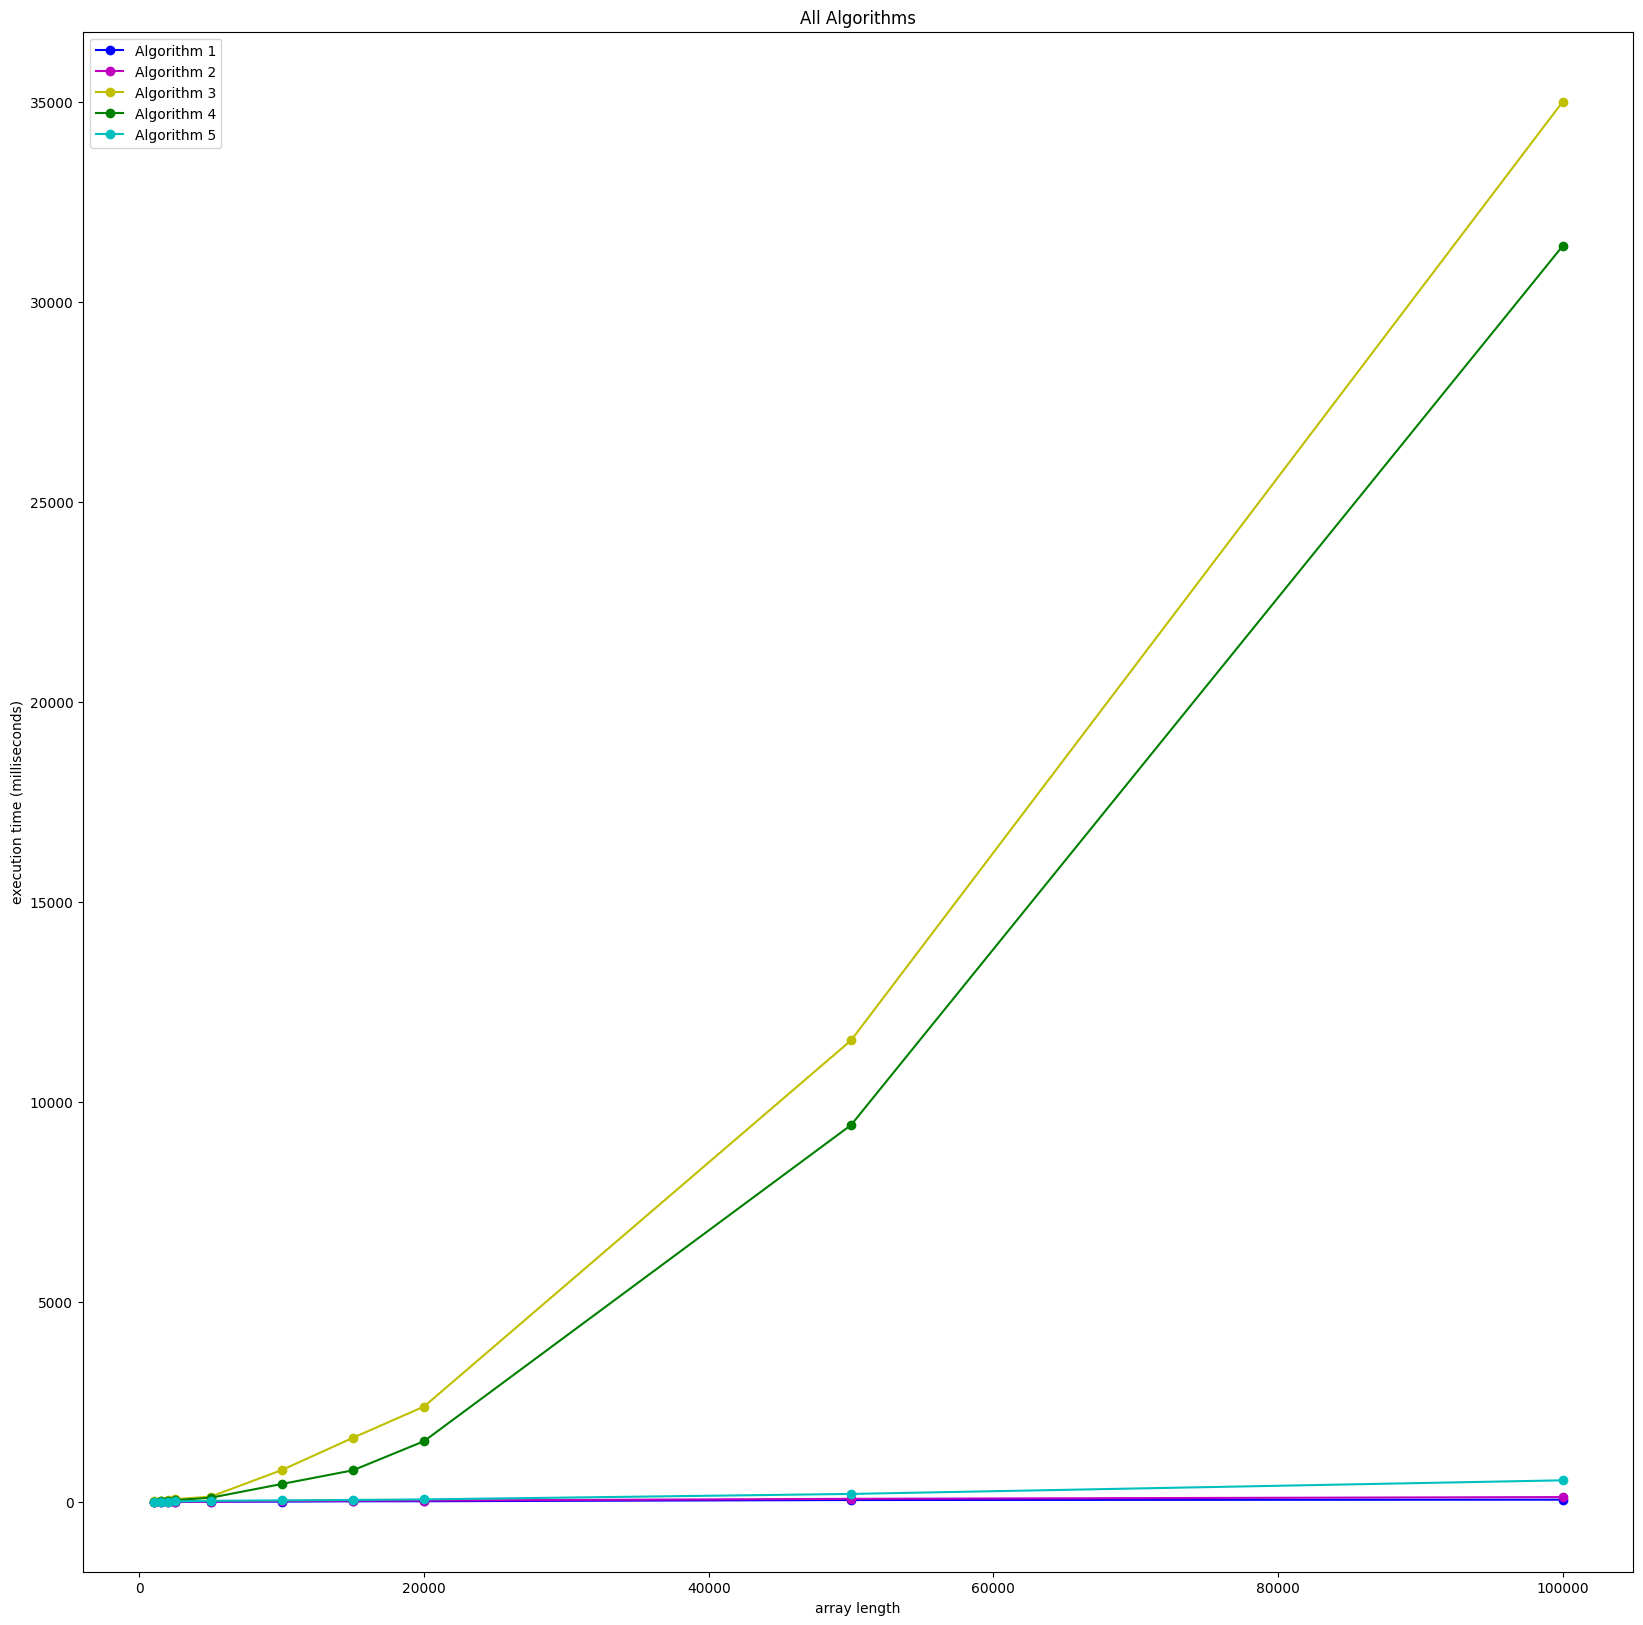 All Algorithms
Algorithm 1
Algorithm 2
Algorithm 3
Algorithm 4
Algorithm 5
35000
30000
25000
20000
15000
10000
5000
0
execution time (milliseconds)
0 20000 40000 60000 80000 100000
array length